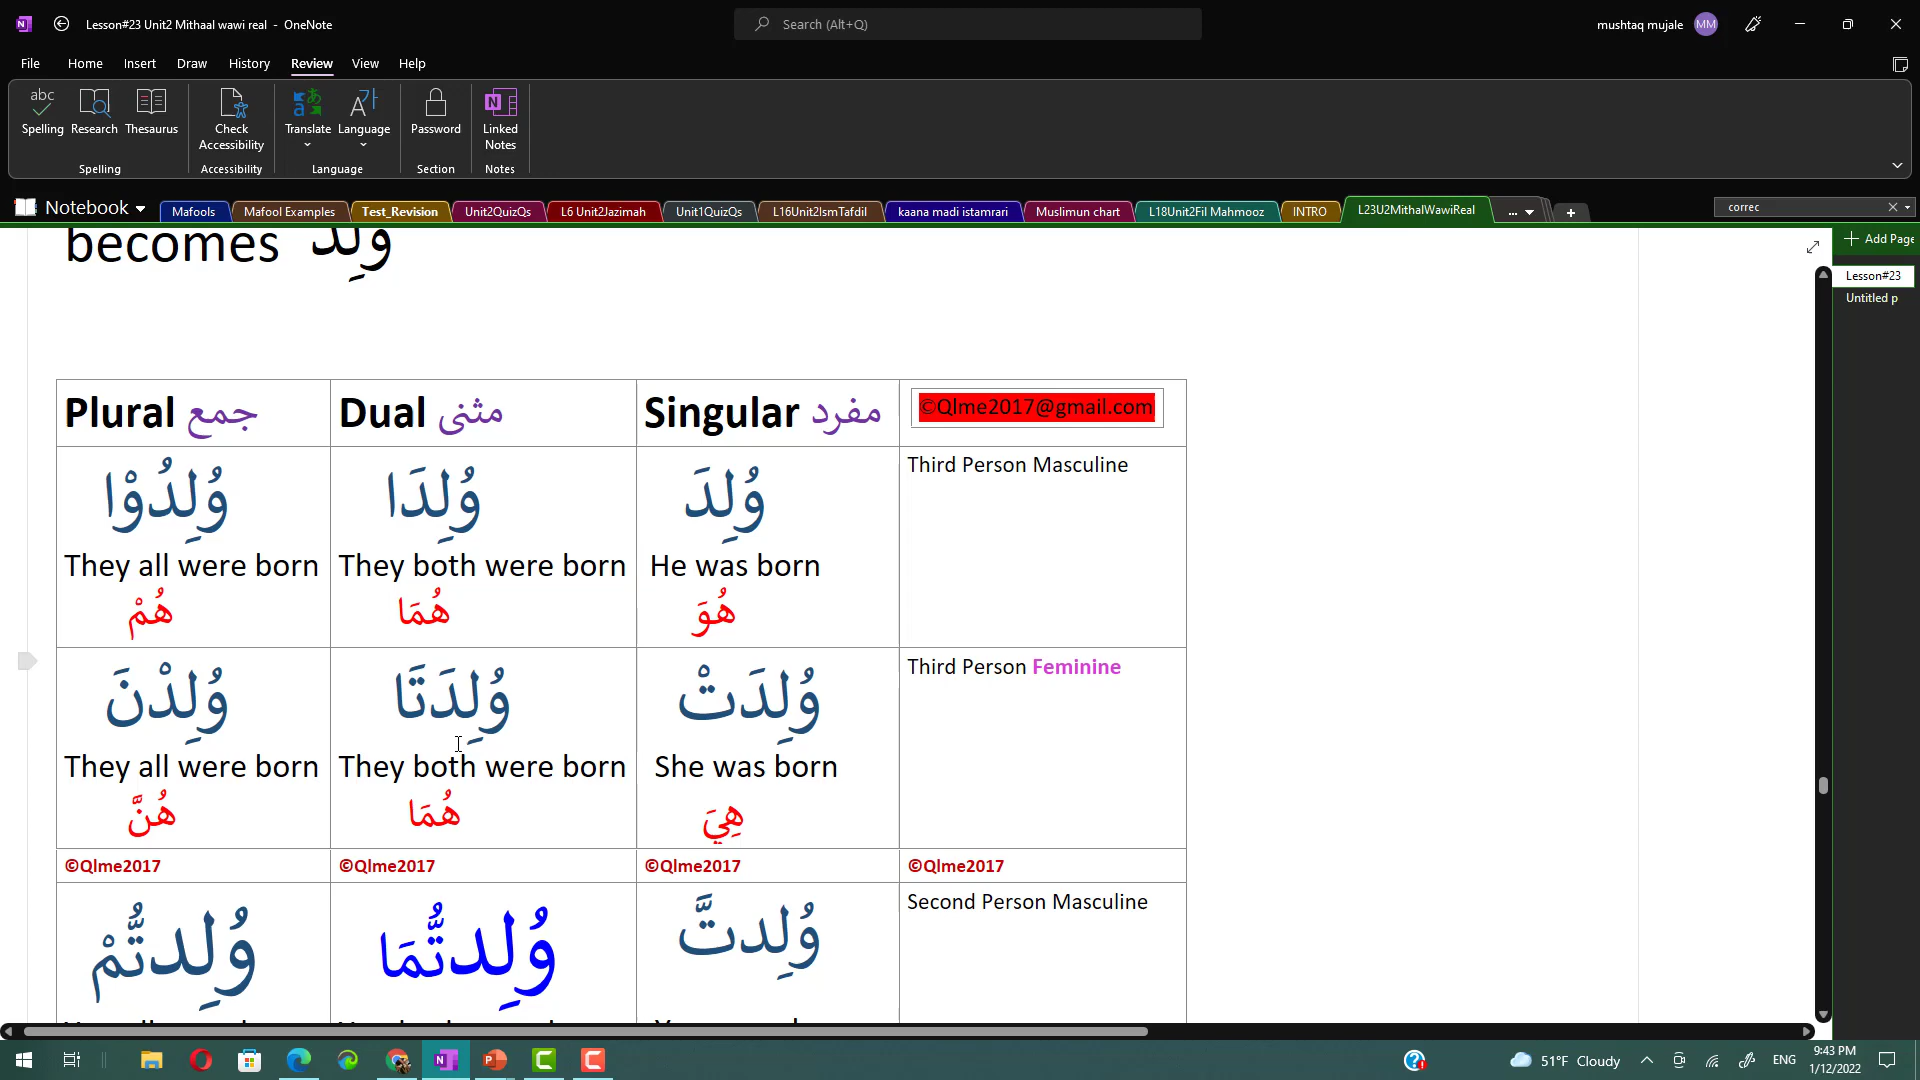 Lesson#23 Unit2 Mithaal wawi real - OneNote
Search (Alt+Q)
mushtaq mujale
MM
File
Home
Insert
Draw
History
Review
View
Help
abc
Spelling
Research
Thesaurus
Check
Accessibility
Translate
Language
Password
Linked
Notes
Spelling
Accessibility
Language
Section
Notes
Notebook
Mafools
Mafool Examples
Test_Revision
Unit2QuizQs
L6 Unit2Jazimah
Unit1QuizQs
L16Unit2IsmTafdil
kaana madi istamrari
Muslimun chart
L18Unit2Fil Mahmooz
INTRO
L23U2MithalWawiReal
...
correc
Add Page
Lesson#23
Untitled p
becomes وُلِد
Plural جمع
Dual مثنى
Singular مفرد
©Qlme2017@gmail.com
وُلِدُوْا
They all were born
هُمْ
وُلِدَا
They both were born
هُمَا
وُلِدَ
He was born
هُوَ
Third Person Masculine
وُلِدْنَ
They all were born
هُنَّ
وُلِدَتَا
They both were born
هُمَا
وُلِدَتْ
She was born
هِيَ
Third Person Feminine
©Qlme2017
©Qlme2017
©Qlme2017
©Qlme2017
وُلِدتُّمْ
وُلِدتُّمَا
وُلِدتَّ
Second Person Masculine
51°F Cloudy
ENG
9:43 PM
1/12/2022